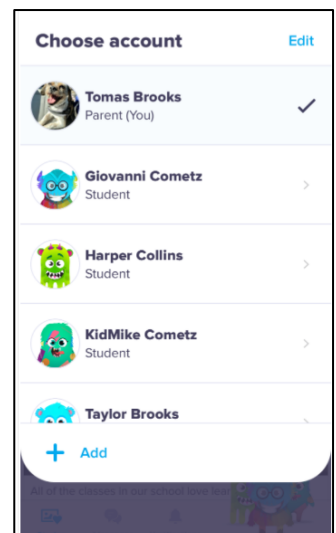 Choose account
Edit
Tomas Brooks
Parent (You)
Giovanni Cometz
Student
Harper Collins
Student
KidMike Cometz
Student
Taylor Brooks
Add
All of the classes in our school love